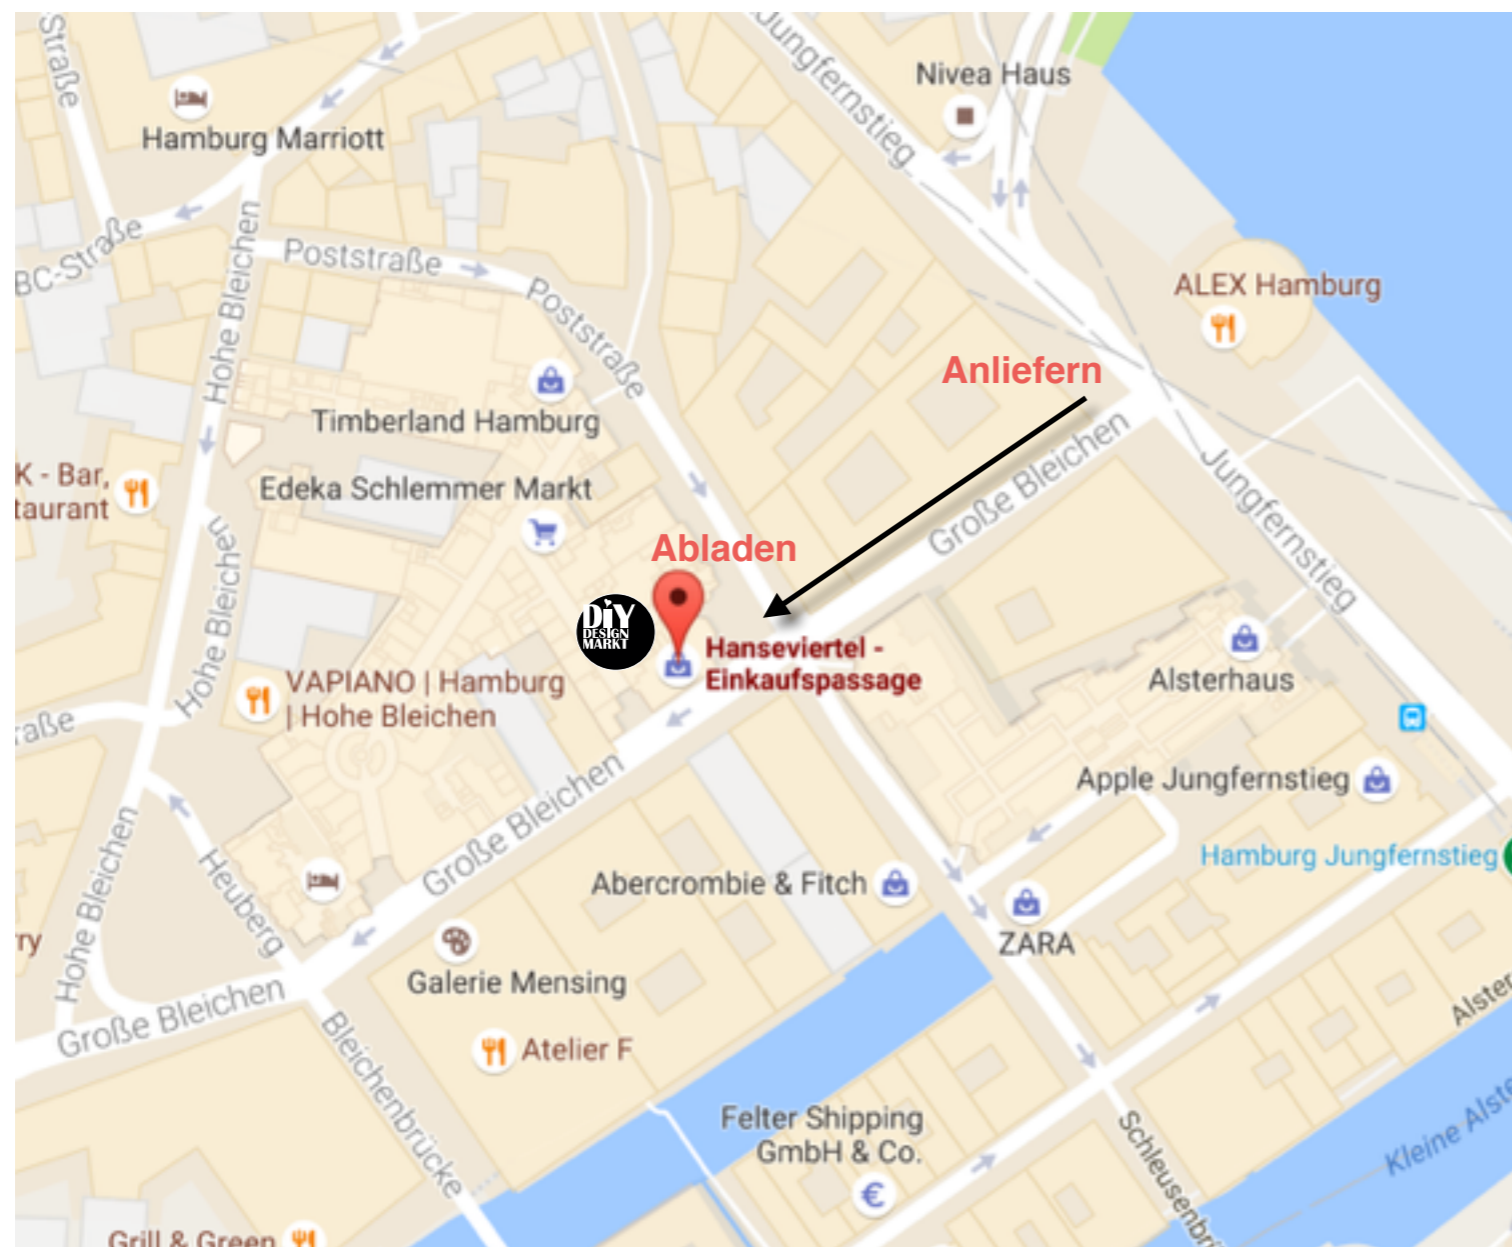 Straße
Jungfernstieg
Nivea Haus
Hamburg Marriott
BC-Straße
Poststraße
Hohe Bleichen
Poststraße
ALEX Hamburg
Anliefern
Timberland Hamburg
Große Bleichen
K - Bar,
taurant
Edeka Schlemmer Markt
Jungfernstieg
Abladen
Hohe Bleichen
DiY
DESIGN
MARKT
Hanseviertel -
Einkaufspassage
Alsterhaus
VAPIANO | Hamburg
| Hohe Bleichen
raße
Große Bleichen
Apple Jungfernstieg
Hohe Bleichen
Heuberg
Abercrombie & Fitch
Hamburg Jungfernstieg
ry
ZARA
Galerie Mensing
Große Bleichen
Alster
Atelier F
Bleichenbrücke
Felter Shipping
GmbH & Co.
€
Schleusenbrü
Kleine Alste
Grill & Green